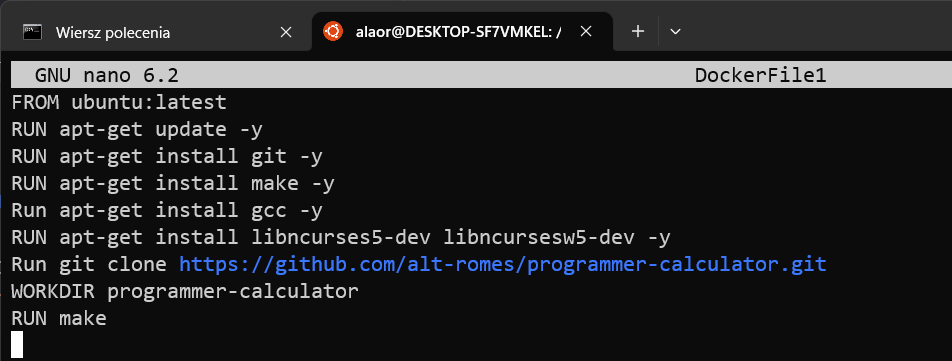 Wiersz polecenia
alaor@DESKTOP-SF7VMKEL: /
GNU nano 6.2 DockerFile1
FROM ubuntu:latest
RUN apt-get update -y
RUN apt-get install git -y
RUN apt-get install make -y
Run apt-get install gcc -y
RUN apt-get install libncurses5-dev libncursesw5-dev -y
Run git clone https://github.com/alt-romes/programmer-calculator.git
WORKDIR programmer-calculator
RUN make